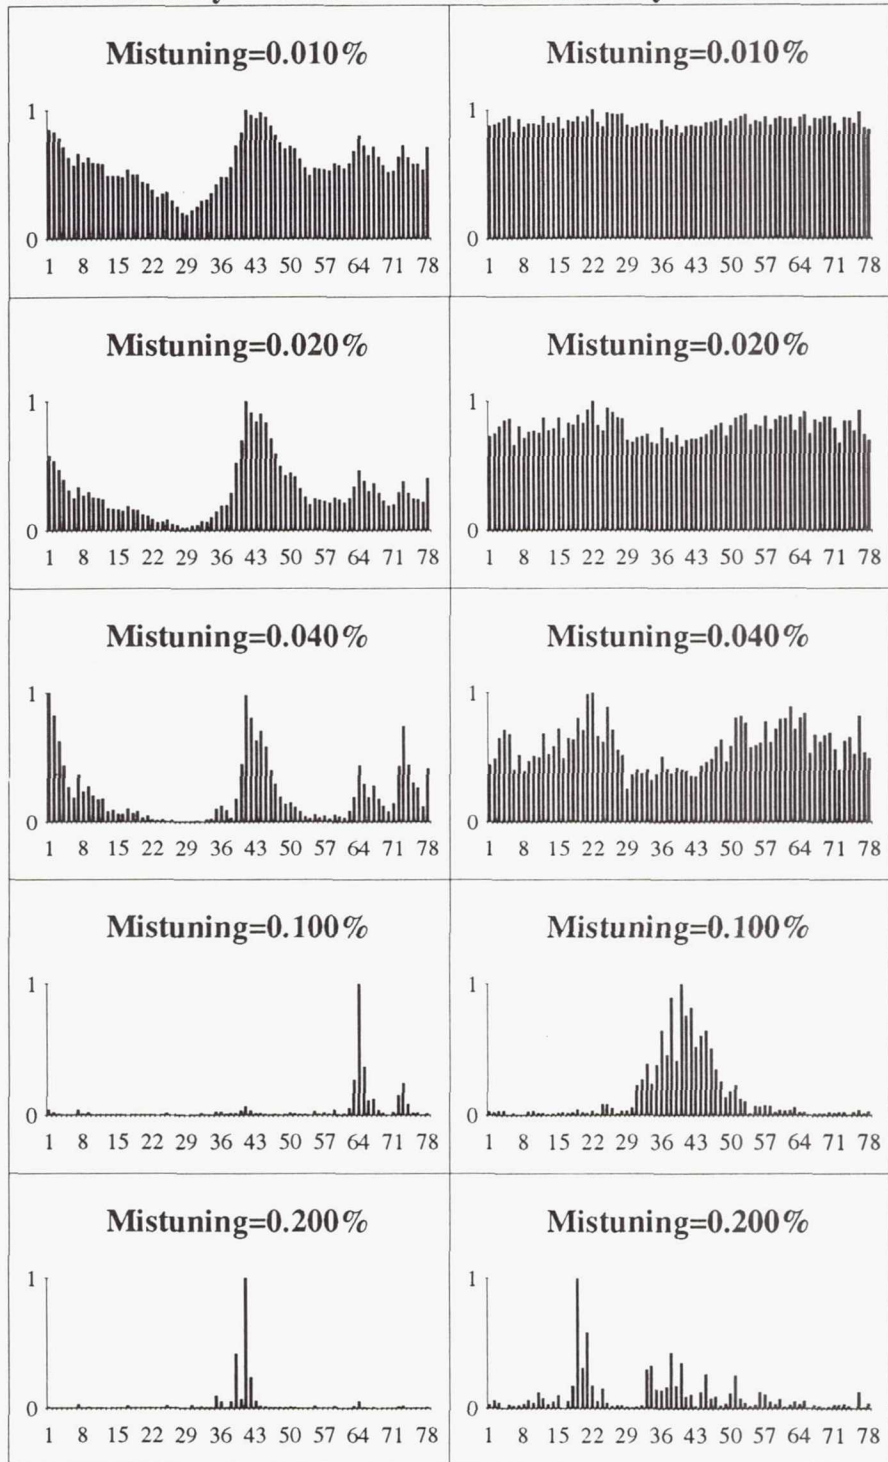 Mistuning=0.010% Mistuning=0.010%
1 1
0 0
1 8 15 22 29 36 43 50 57 64 71 78 1 8 15 22 29 36 43 50 57 64 71 78
Mistuning=0.020% Mistuning=0.020%
1 1
0 0
1 8 15 22 29 36 43 50 57 64 71 78 1 8 15 22 29 36 43 50 57 64 71 78
Mistuning=0.040% Mistuning=0.040%
1 1
0 0
1 8 15 22 29 36 43 50 57 64 71 78 1 8 15 22 29 36 43 50 57 64 71 78
Mistuning=0.100% Mistuning=0.100%
1 1
0 0
1 8 15 22 29 36 43 50 57 64 71 78 1 8 15 22 29 36 43 50 57 64 71 78
Mistuning=0.200% Mistuning=0.200%
1 1
0 0
1 8 15 22 29 36 43 50 57 64 71 78 1 8 15 22 29 36 43 50 57 64 71 78